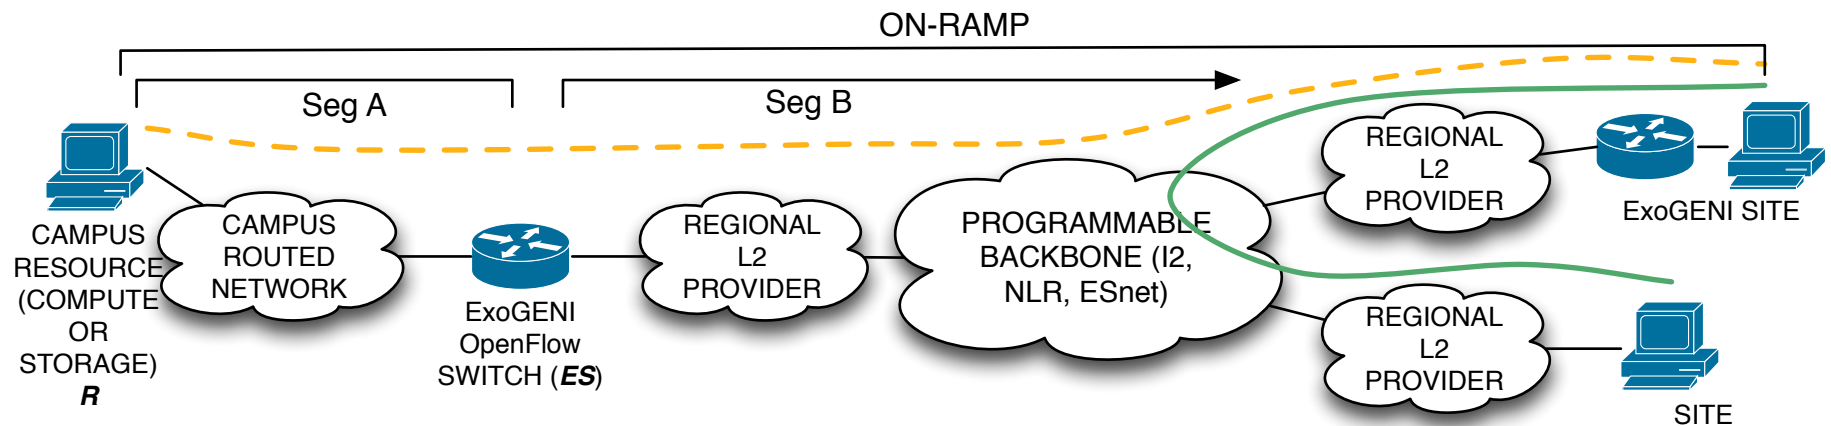 ON-RAMP
Seg A
Seg B
CAMPUS
RESOURCE
(COMPUTE
OR
STORAGE)
R
CAMPUS
ROUTED
NETWORK
ExoGENI
OpenFlow
SWITCH (ES)
REGIONAL
L2
PROVIDER
PROGRAMMABLE
BACKBONE (I2,
NLR, ESnet)
REGIONAL
L2
PROVIDER
ExoGENI SITE
REGIONAL
L2
PROVIDER
SITE